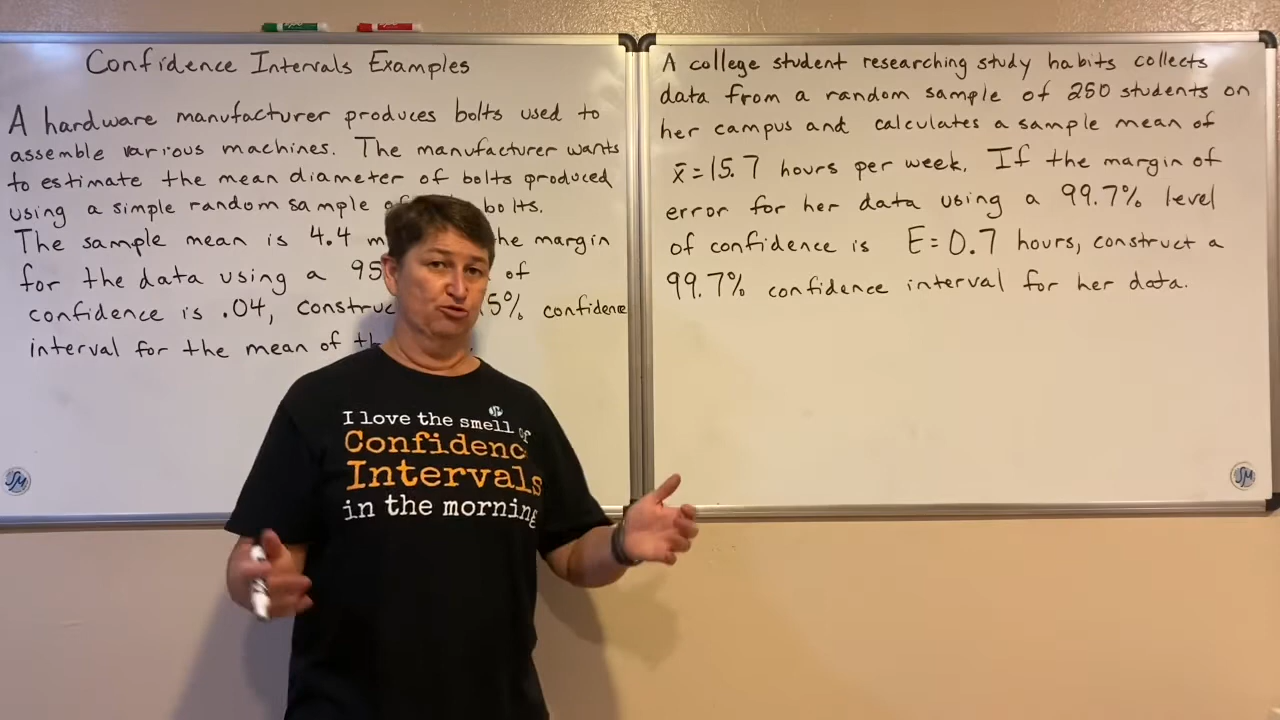 Confidence Intervals Examples
A hardware manufacturer produces bolts used to
assemble various machines. The manufacturer wants
to estimate the mean diameter of bolts produced
using a simple random sample of bolts.
The sample mean is 4.4 the margin
for the data using a 95 of
confidence is .04, 5% confidence
interval for the mean of
A college student researching study habits collects
data from a random sample of 250 students on
her campus and calculates a sample mean of
x̄=15.7 hours per week. If the margin of
error for her data using a 99.7% level
of confidence is E=0.7 hours, construct a
99.7% confidence interval for her data.
I love the smell of
Confidenc
Intervals
in the morning
SM
SM